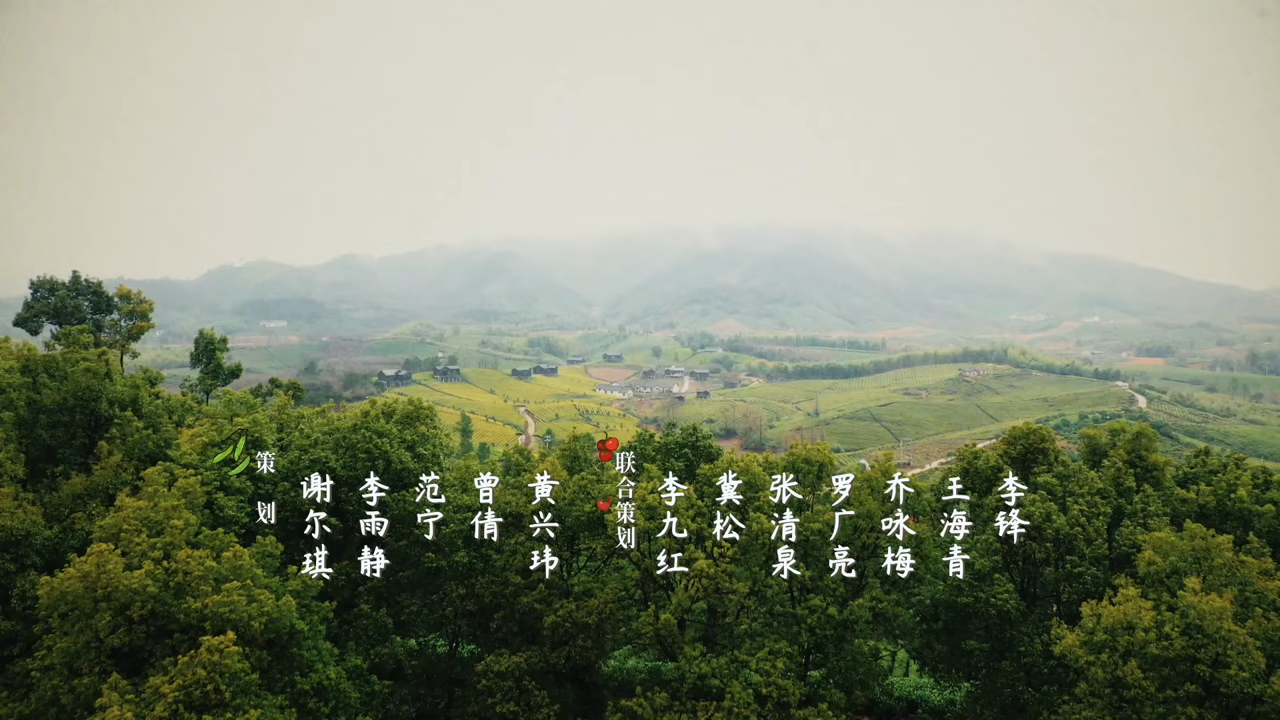 策划
谢尔琪
李雨静
范宁
曾倩
黄兴玮
联合策划
李九红
冀松
张清泉
罗广亮
乔咏梅
王海青
李锋